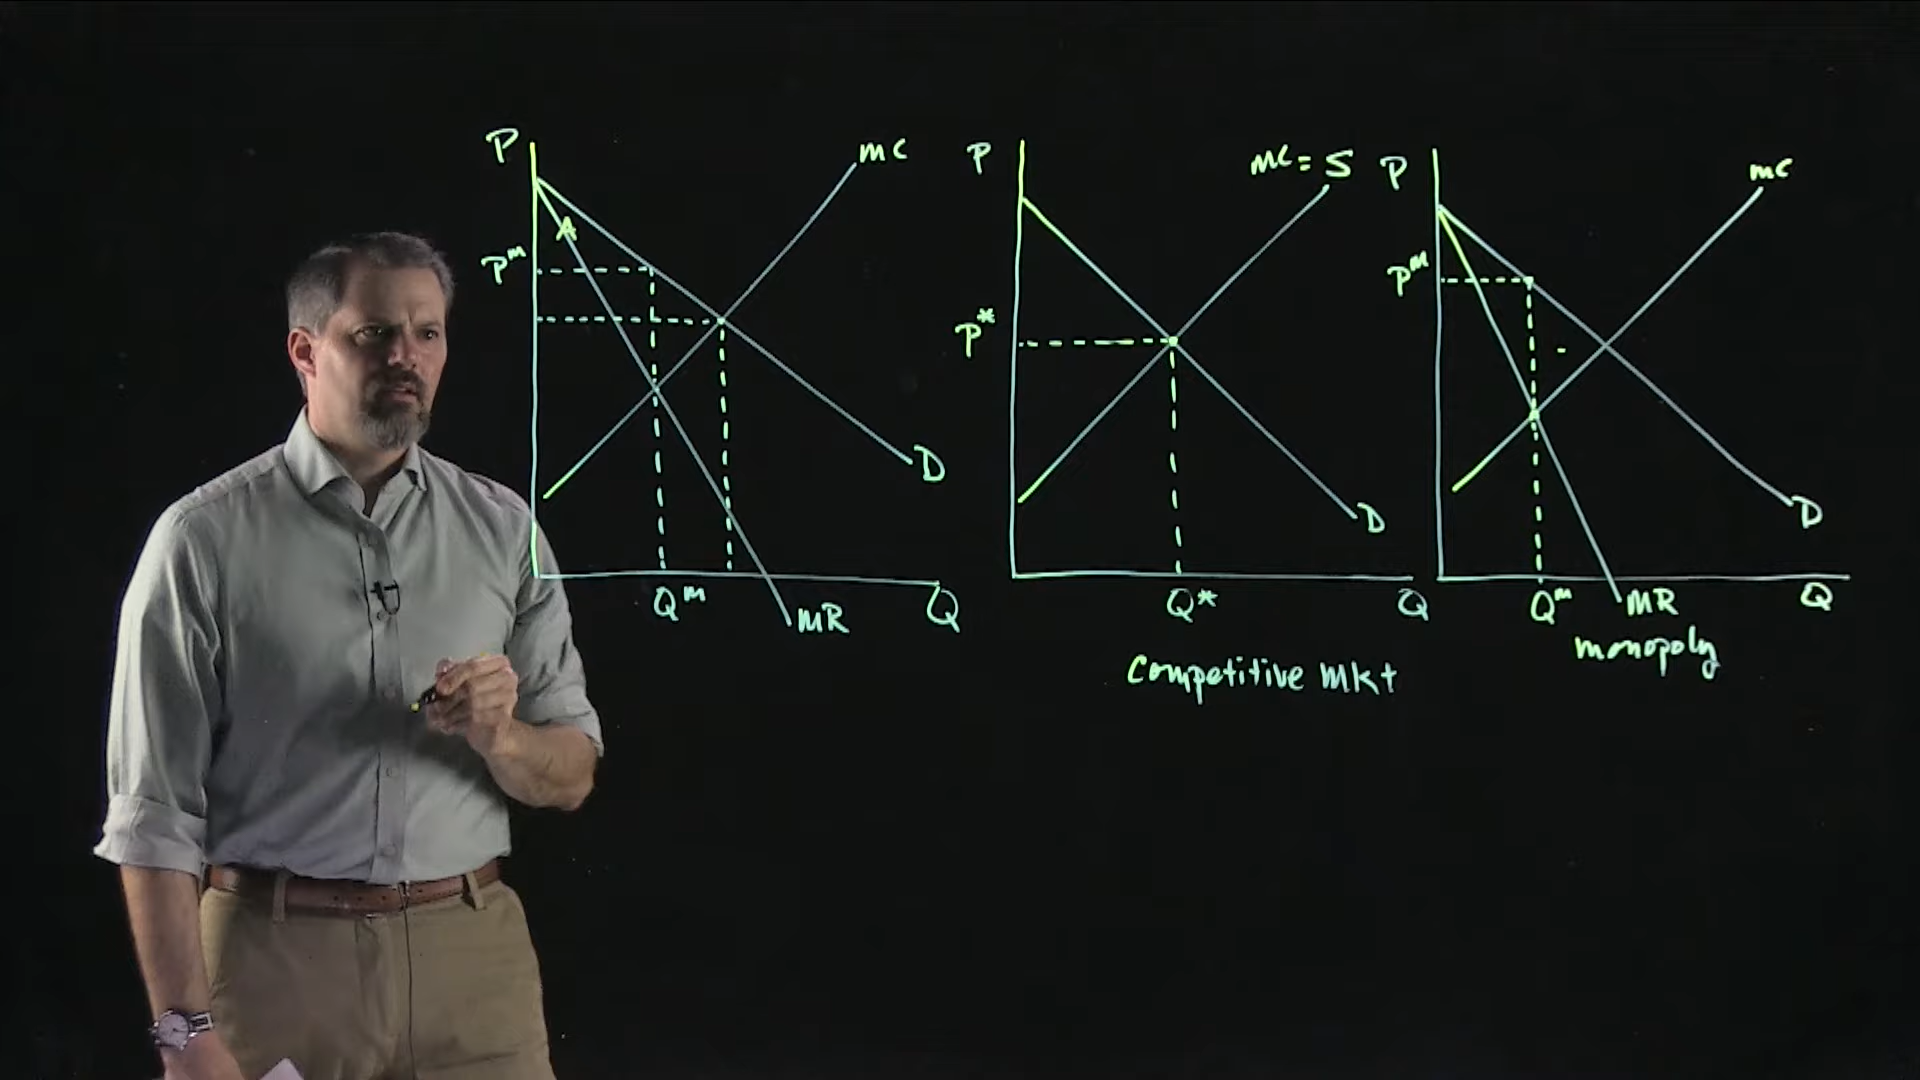 P
A
P^m
MC
D
Q^m
MR
Q
P
MC = S
P*
D
Q*
Q
Competitive Mkt
P
MC
P^m
D
Q^m
MR
Q
monopoly